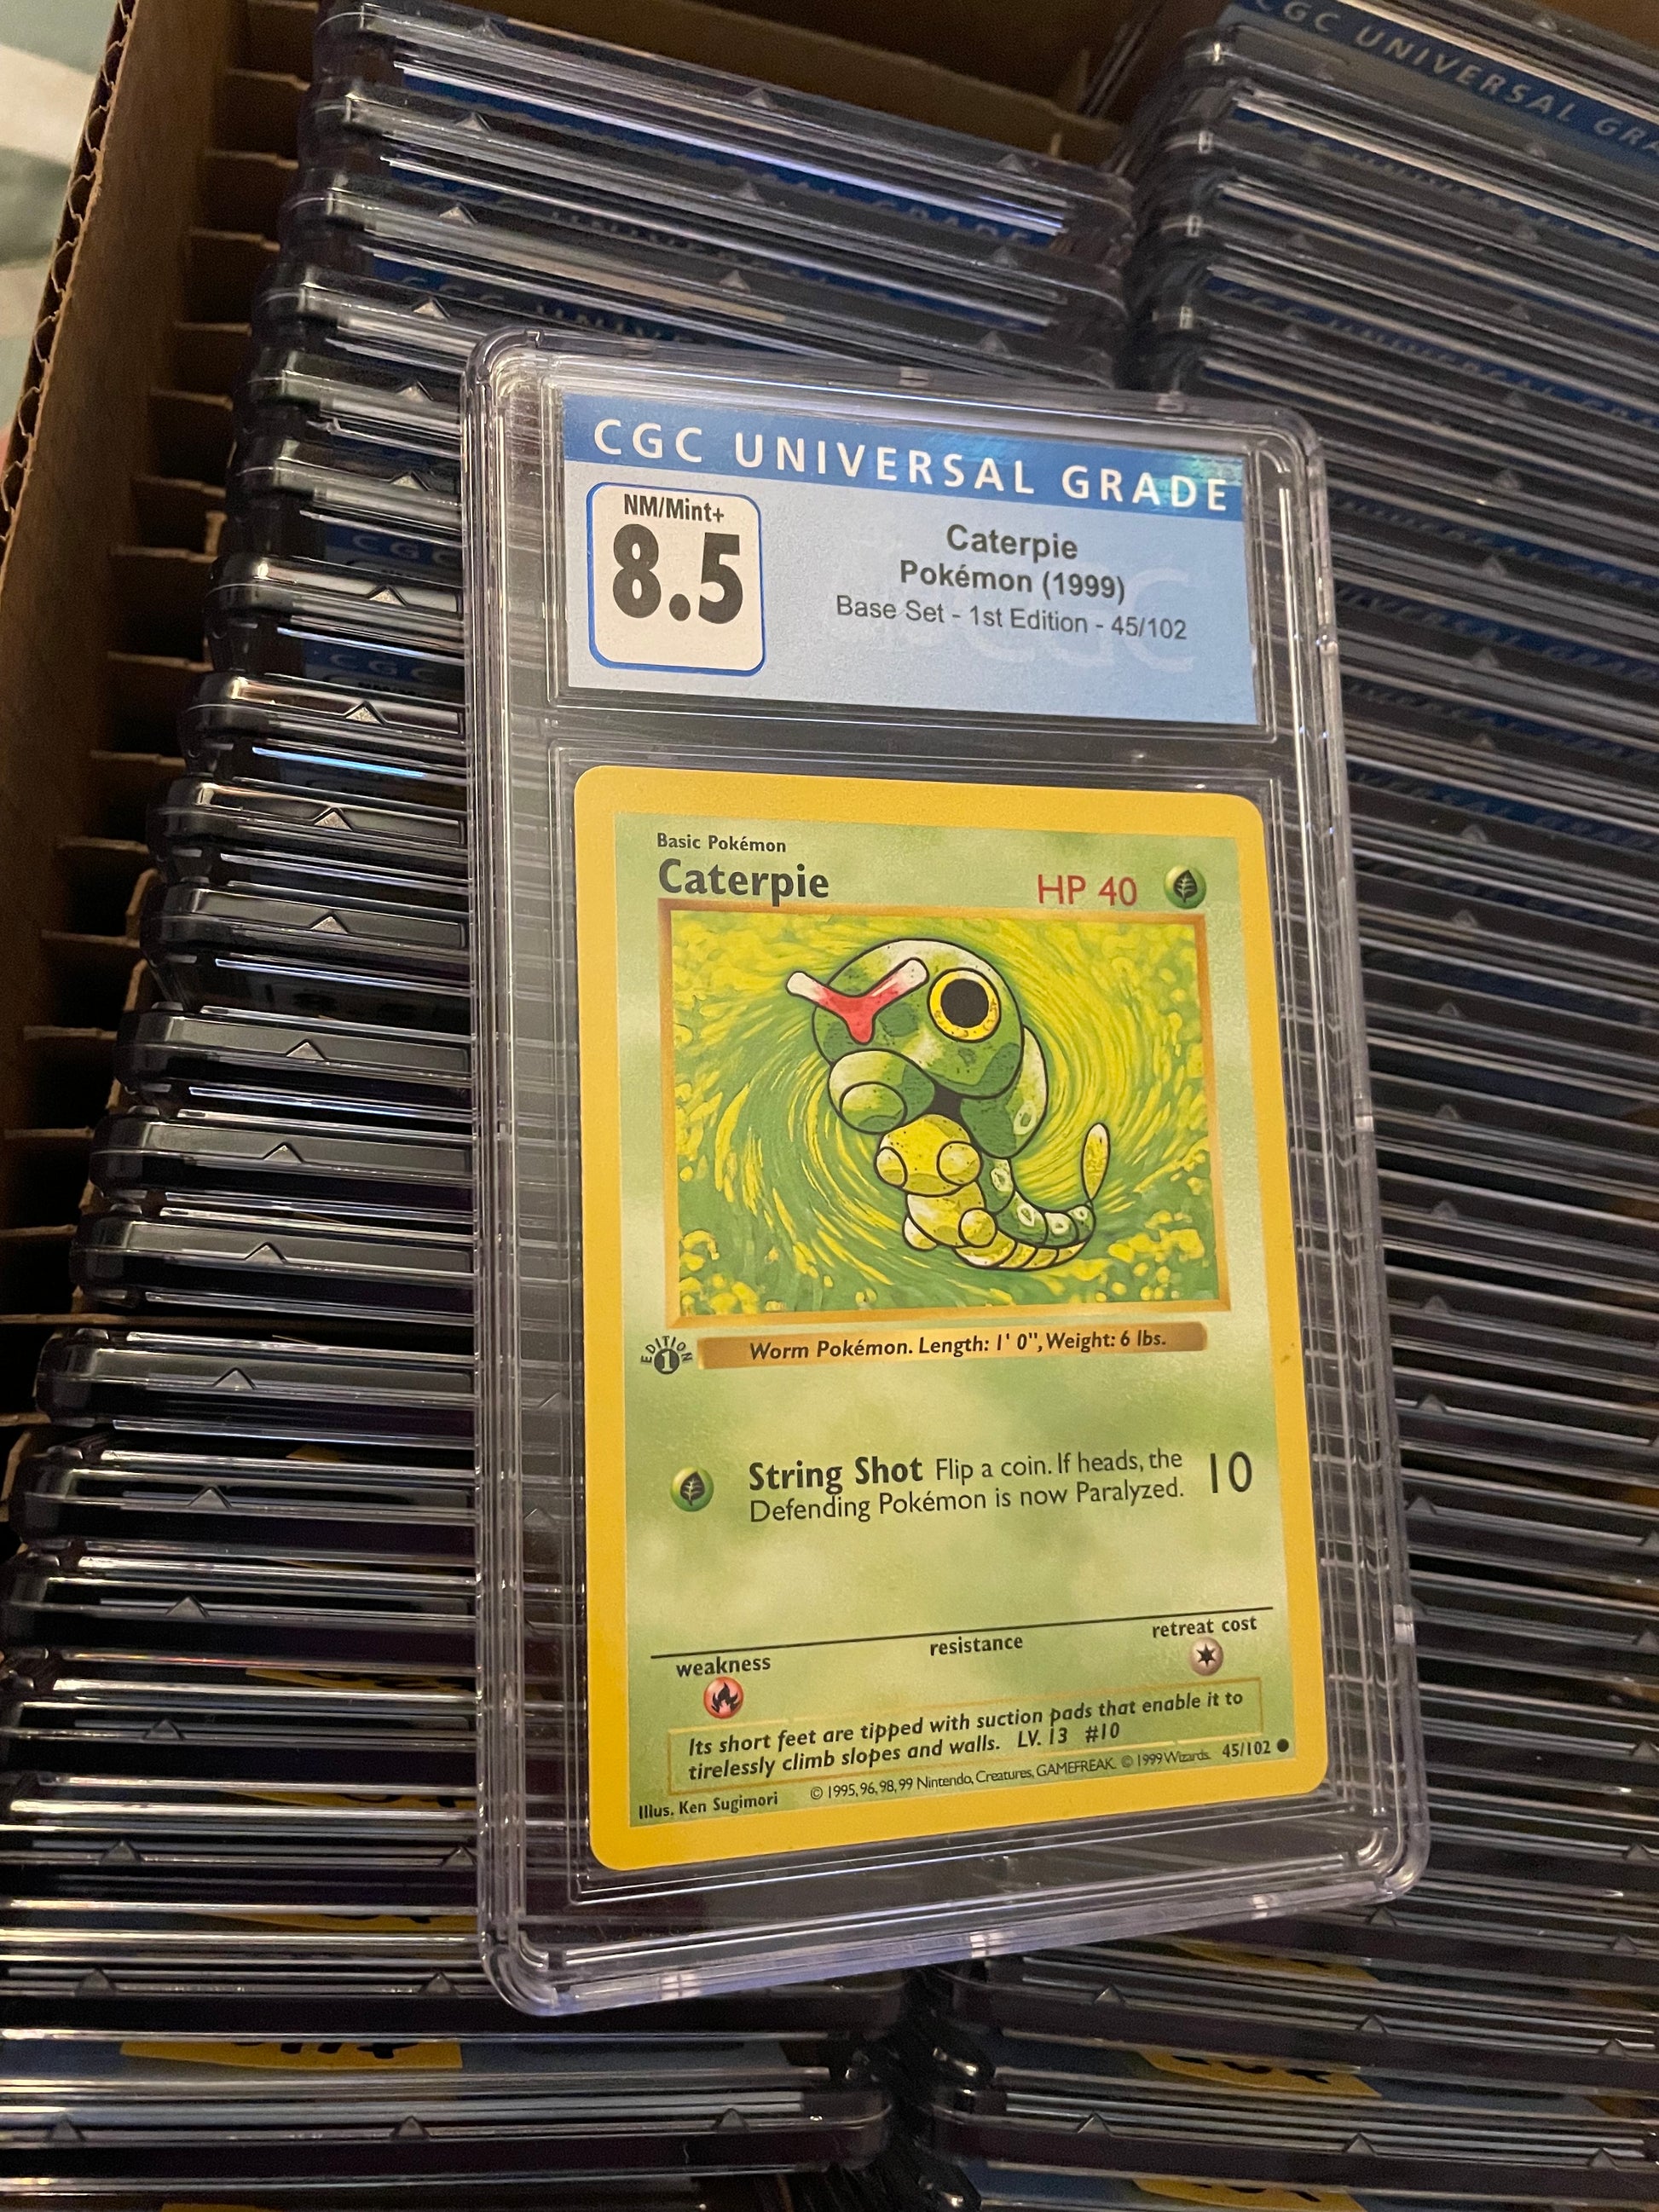 CGC UNIVERSAL GRA
CGC UNIVERSAL GRADE
NM/Mint+
8.5
Caterpie
Pokémon (1999)
Base Set - 1st Edition - 45/102
CGC
Basic Pokémon
Caterpie
HP 40
EDITION
1
Worm Pokémon. Length: 1' 0", Weight: 6 lbs.
String Shot Flip a coin. If heads, the
Defending Pokémon is now Paralyzed.
10
weakness
resistance
retreat cost
Its short feet are tipped with suction pads that enable it to
tirelessly climb slopes and walls. LV. 13 #10
Illus. Ken Sugimori
© 1995, 96, 98, 99 Nintendo, Creatures, GAMEFREAK. © 1999 Wizards.
45/102